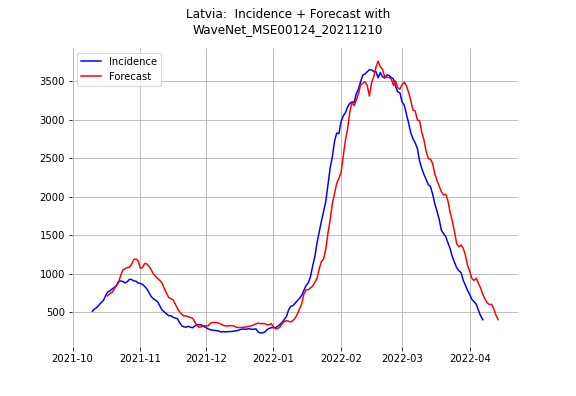 Latvia:  Incidence + Forecast with
WaveNet_MSE00124_20211210
Incidence
Forecast
3500
3000
2500
2000
1500
1000
500
2021-10 2021-11 2021-12 2022-01 2022-02 2022-03 2022-04